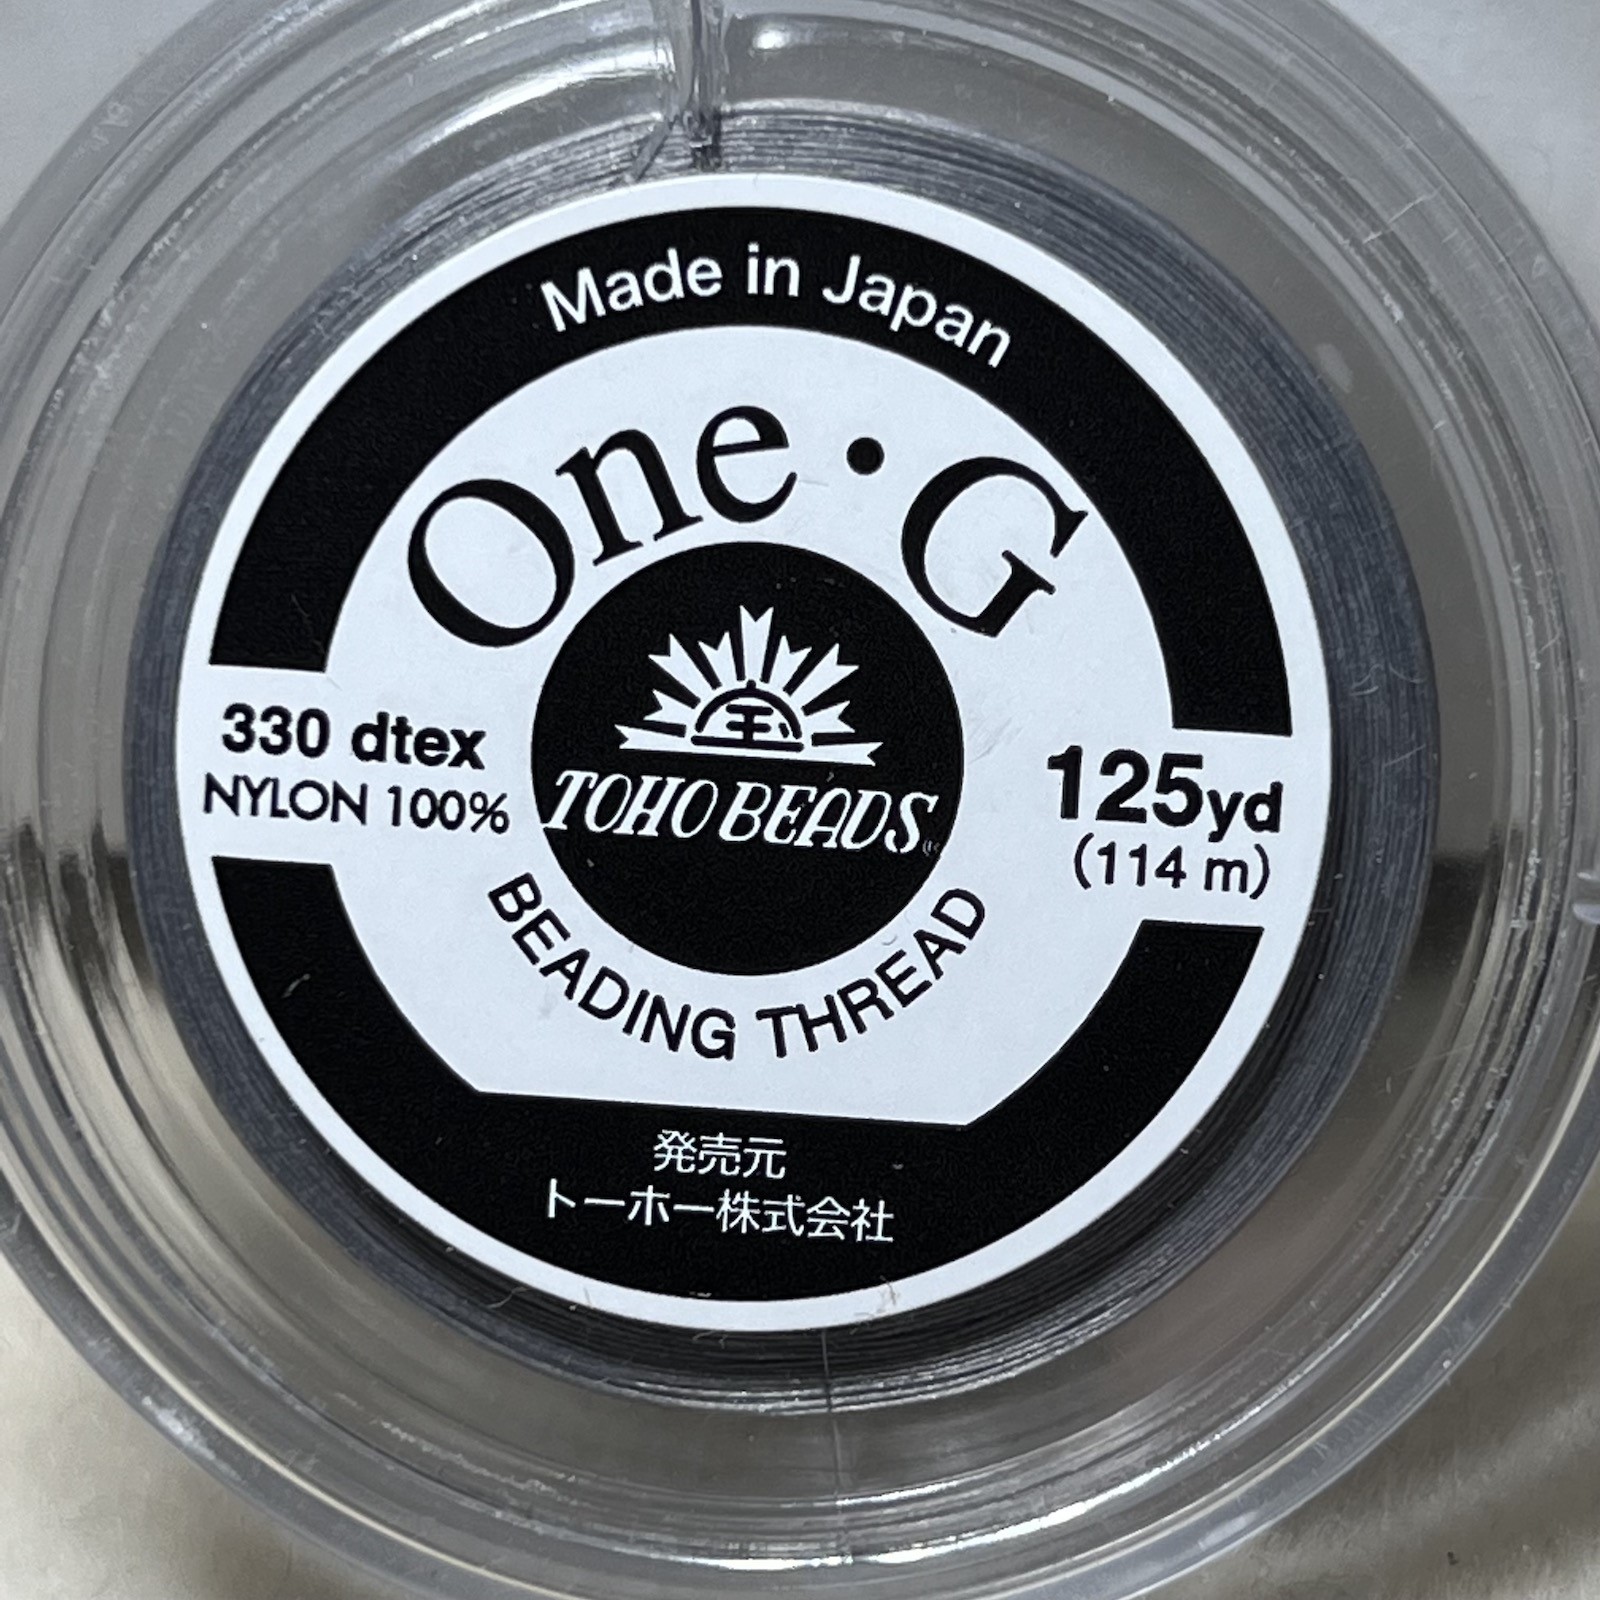 Made in Japan
One・G
330 dtex
NYLON 100%
玉
TOHO BEADS®
125yd
(114 m)
BEADING THREAD
発売元
トーホー株式会社